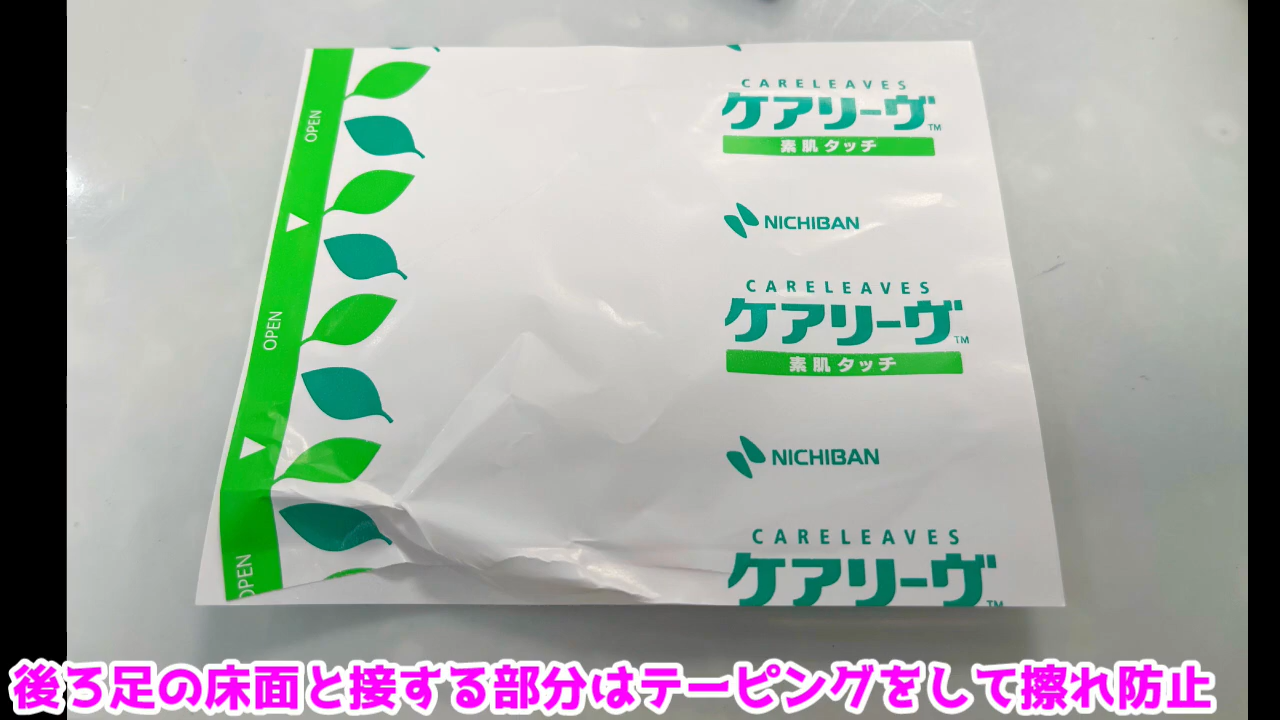 OPEN
CARELEAVES
ケアリーヴ™
素肌タッチ
NICHIBAN
OPEN
CARELEAVES
ケアリーヴ™
素肌タッチ
NICHIBAN
OPEN
CARELEAVES
ケアリーヴ™
後ろ足の床面と接する部分はテーピングをして擦れ防止